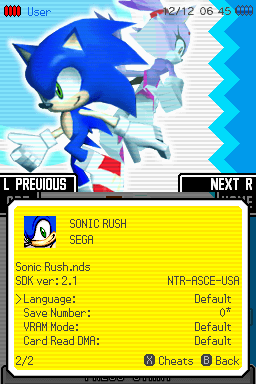 User 12/12 06 45
L PREVIOUS NEXT R
SONIC RUSH
SEGA
Sonic Rush.nds
SDK ver: 2.1 NTR-ASCE-USA
>Language: Default
Save Number: 0*
VRAM Mode: Default
Card Read DMA: Default
2/2 X Cheats B Back